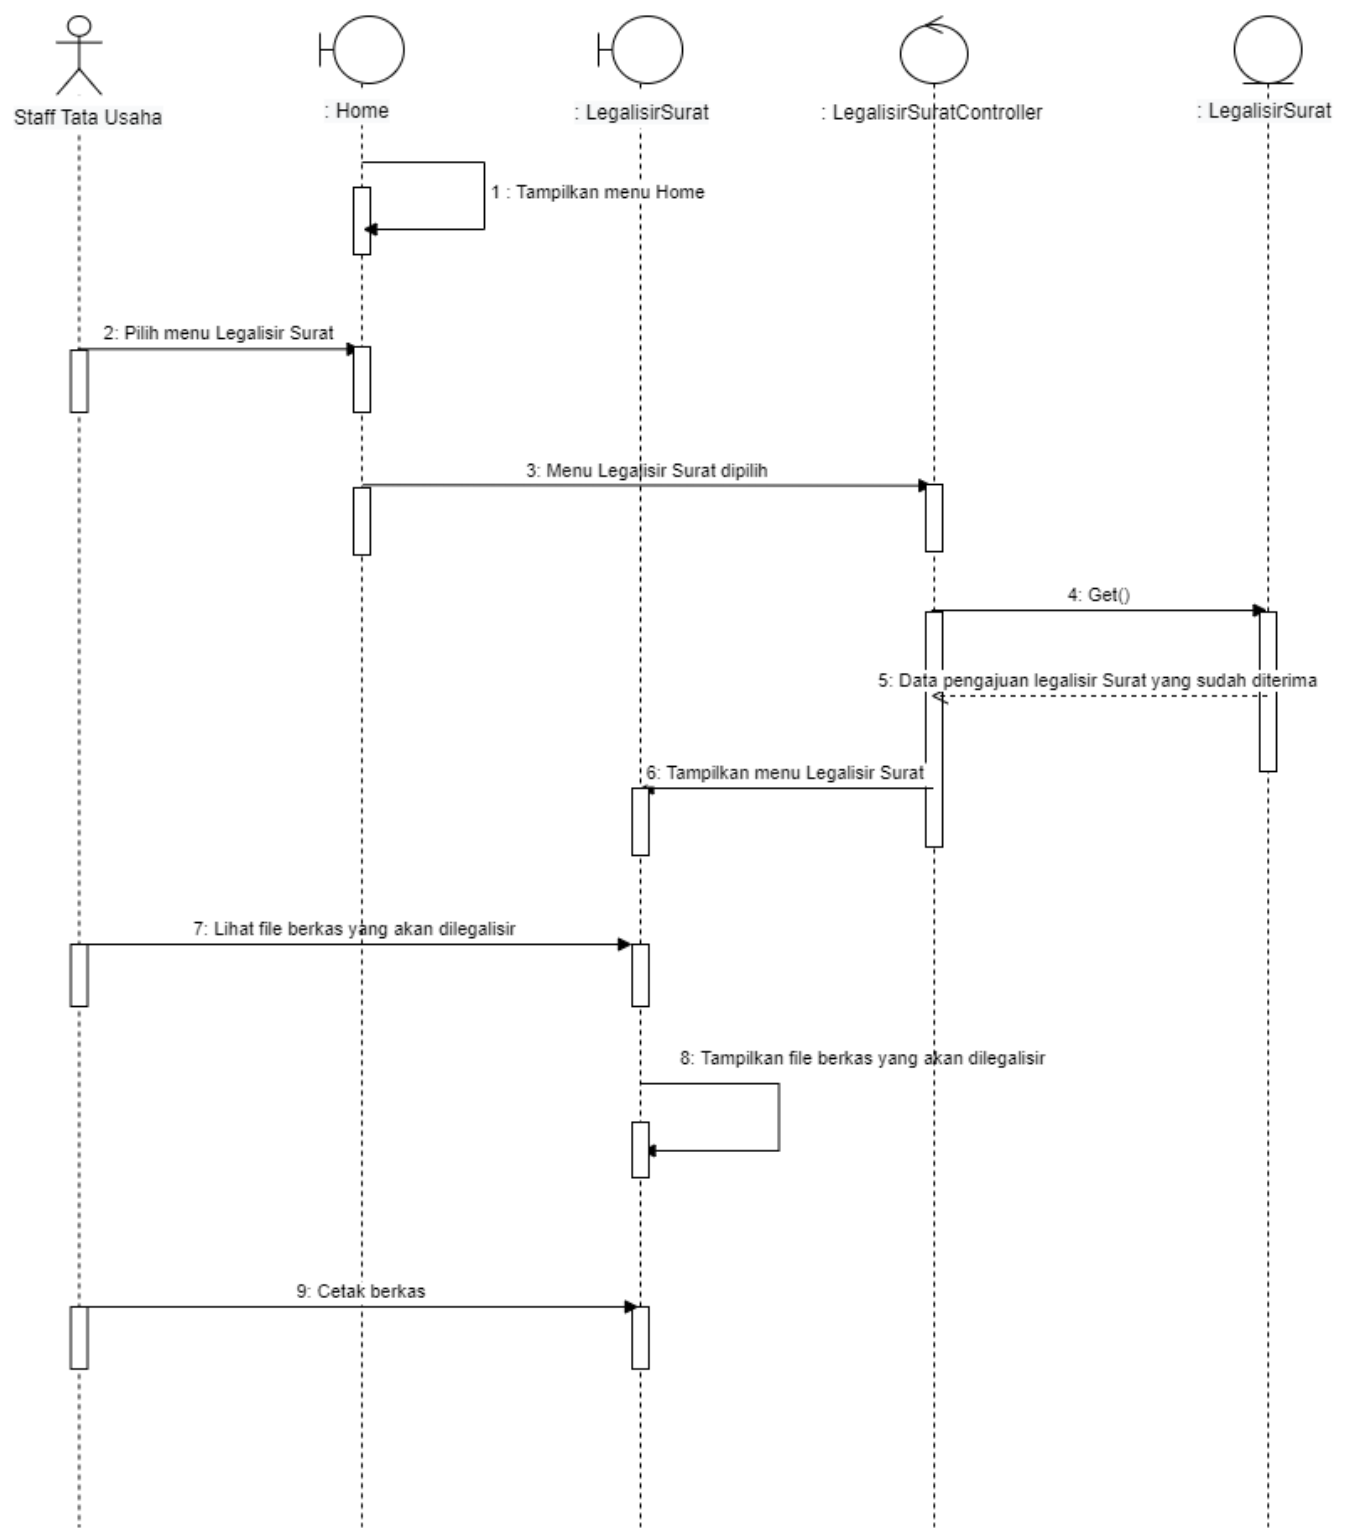 Staff Tata Usaha
: Home
: LegalisirSurat
: LegalisirSuratController
: LegalisirSurat
1 : Tampilkan menu Home
2: Pilih menu Legalisir Surat
3: Menu Legalisir Surat dipilih
4: Get()
5: Data pengajuan legalisir Surat yang sudah diterima
6: Tampilkan menu Legalisir Surat
7: Lihat file berkas yang akan dilegalisir
8: Tampilkan file berkas yang akan dilegalisir
9: Cetak berkas